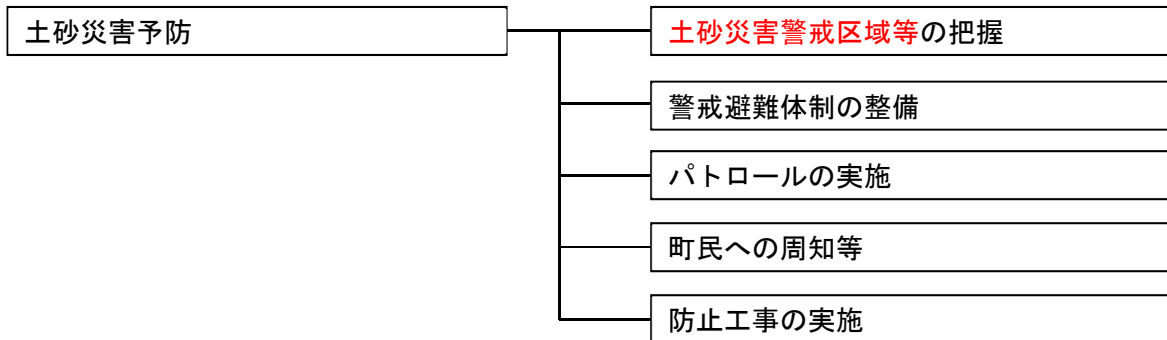 土砂災害予防
土砂災害警戒区域等の把握
警戒避難体制の整備
パトロールの実施
町民への周知等
防止工事の実施